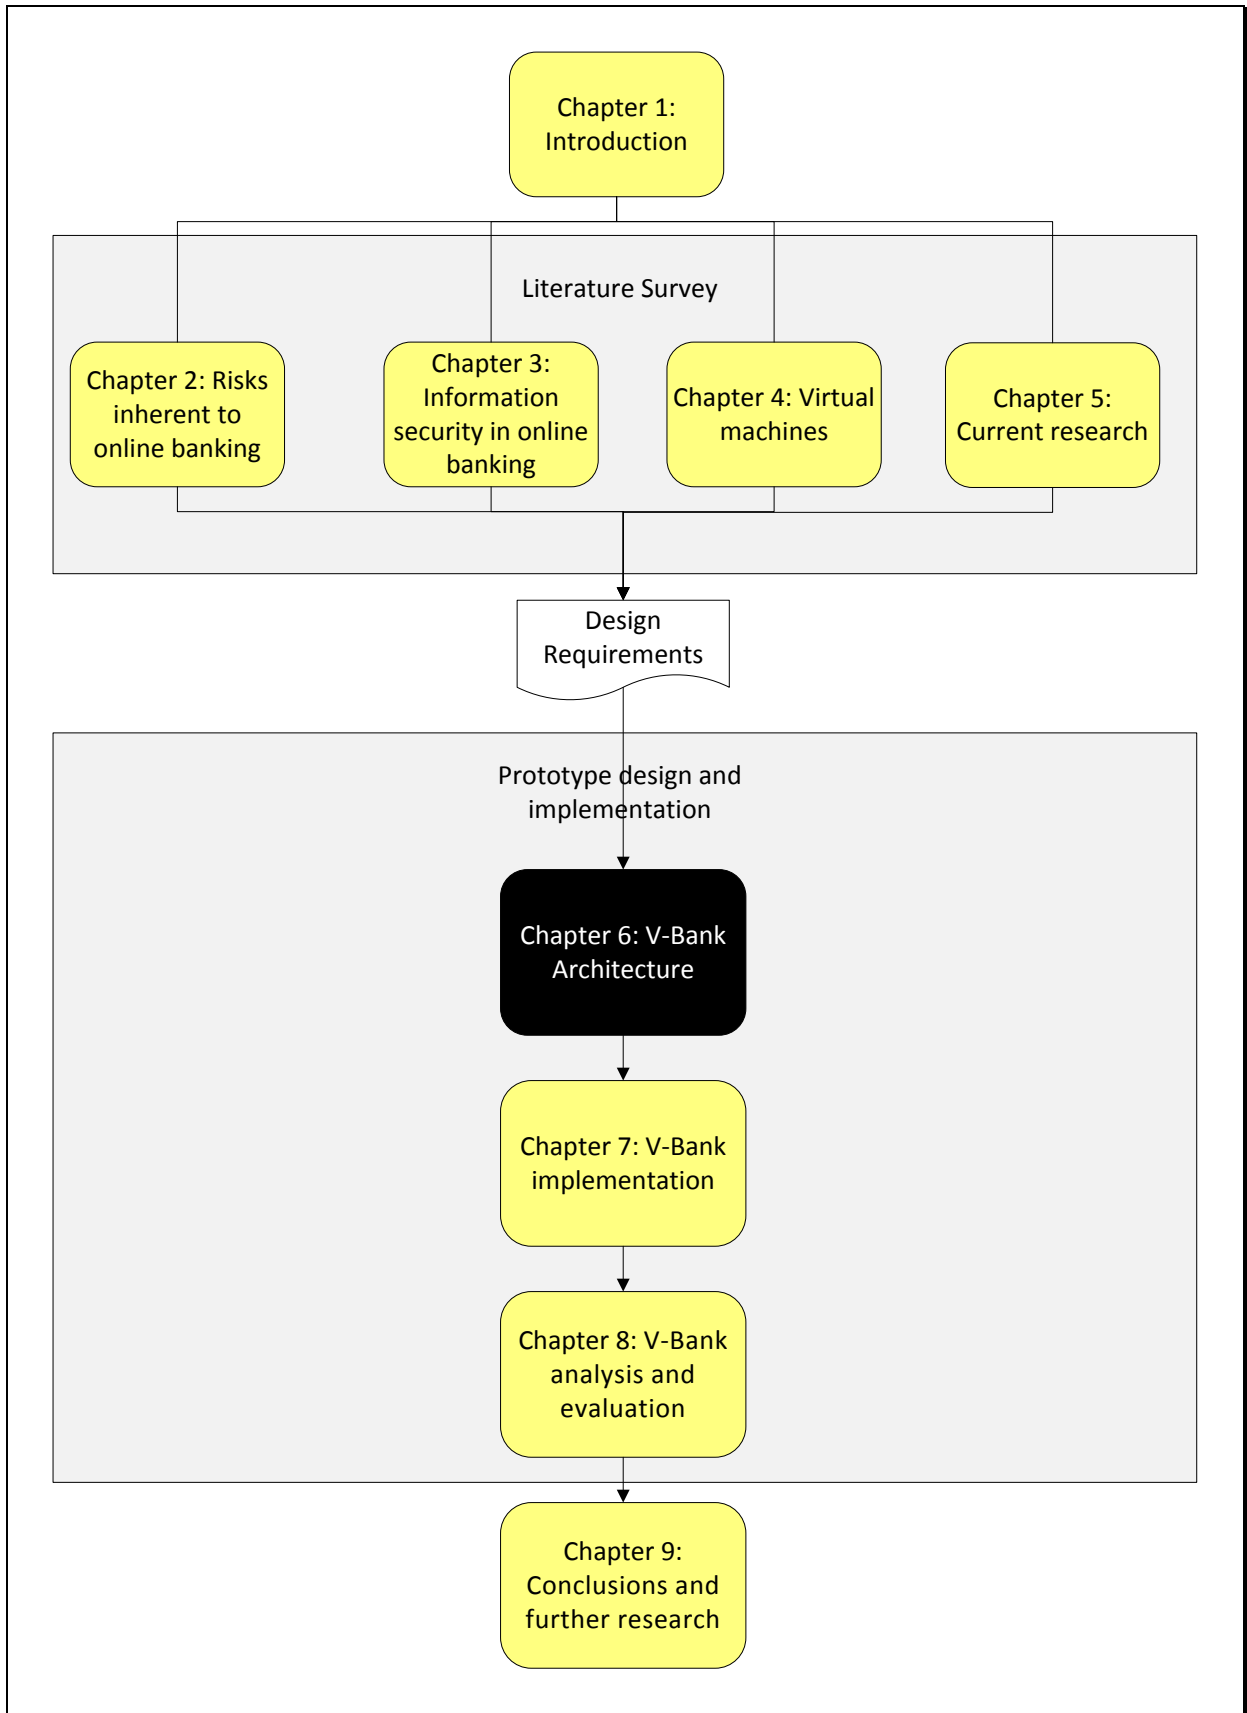 Chapter 1:
Introduction
Literature Survey
Chapter 2: Risks
inherent to
online banking
Chapter 3:
Information
security in online
banking
Chapter 4: Virtual
machines
Chapter 5:
Current research
Design
Requirements
Prototype design and
implementation
Chapter 6: V-Bank
Architecture
Chapter 7: V-Bank
implementation
Chapter 8: V-Bank
analysis and
evaluation
Chapter 9:
Conclusions and
further research